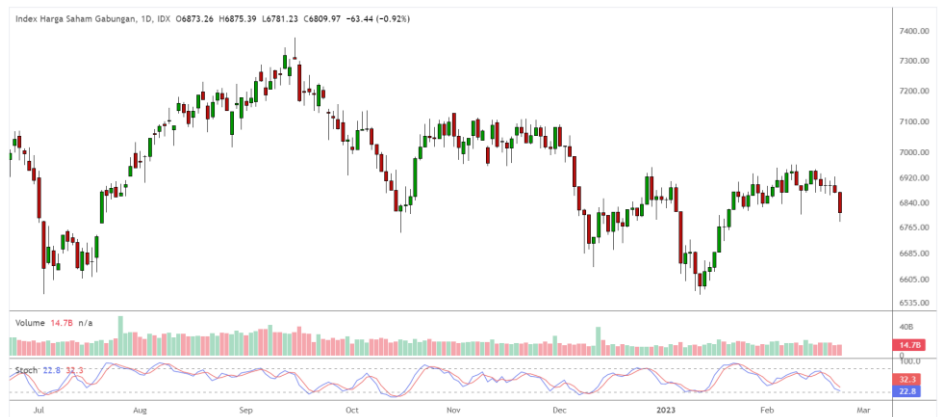 Index Harga Saham Gabungan, 1D, IDX O6873.26 H6875.39 L6781.23 C6809.97 −63.44 (−0.92%)
7400.00
7300.00
7200.00
7100.00
7000.00
6920.00
6840.00
6765.00
6685.00
6605.00
6535.00
Volume 14.7B n/a
40B
14.7B
0
Stoch 22.8 32.3
100.0
32.3
22.8
Jul Aug Sep Oct Nov Dec 2023 Feb Mar